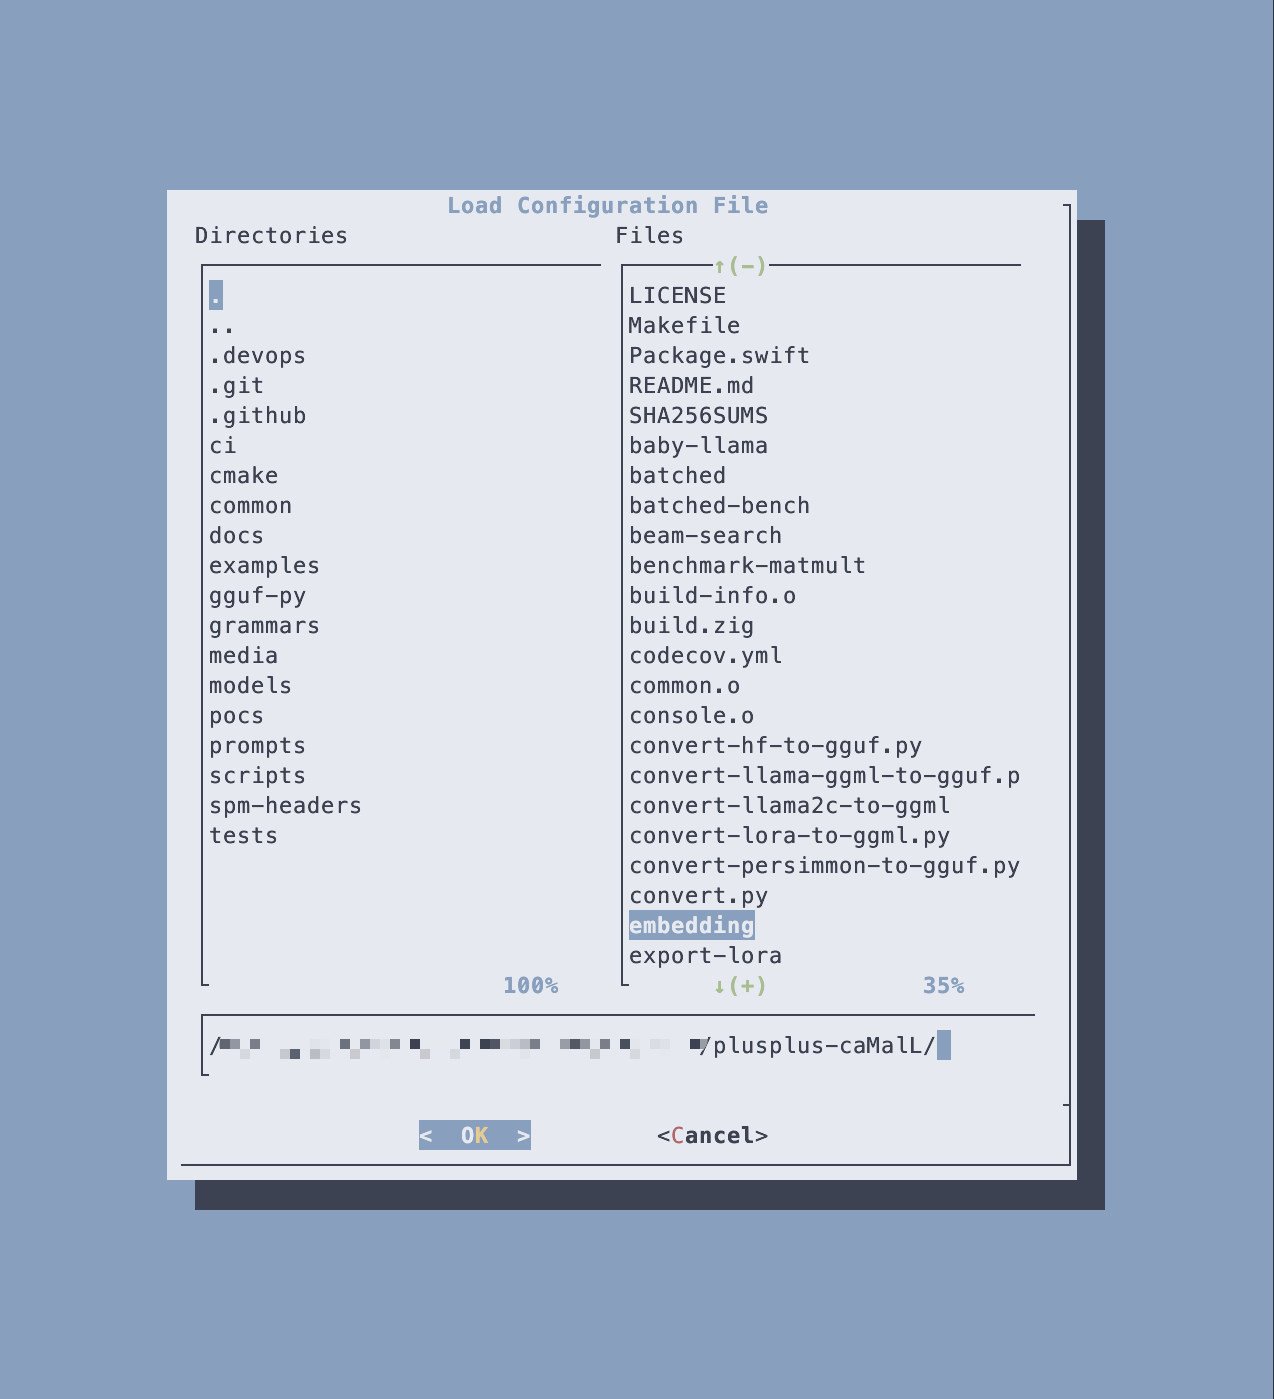 Load Configuration File
Directories
.
..
.devops
.git
.github
ci
cmake
common
docs
examples
gguf-py
grammars
media
models
pocs
prompts
scripts
spm-headers
tests
100%
Files
↑(-)
LICENSE
Makefile
Package.swift
README.md
SHA256SUMS
baby-llama
batched
batched-bench
beam-search
benchmark-matmult
build-info.o
build.zig
codecov.yml
common.o
console.o
convert-hf-to-gguf.py
convert-llama-ggml-to-gguf.p
convert-llama2c-to-ggml
convert-lora-to-ggml.py
convert-persimmon-to-gguf.py
convert.py
embedding
export-lora
↓(+) 35%
/ /plusplus-caMalL/
< OK > <Cancel>